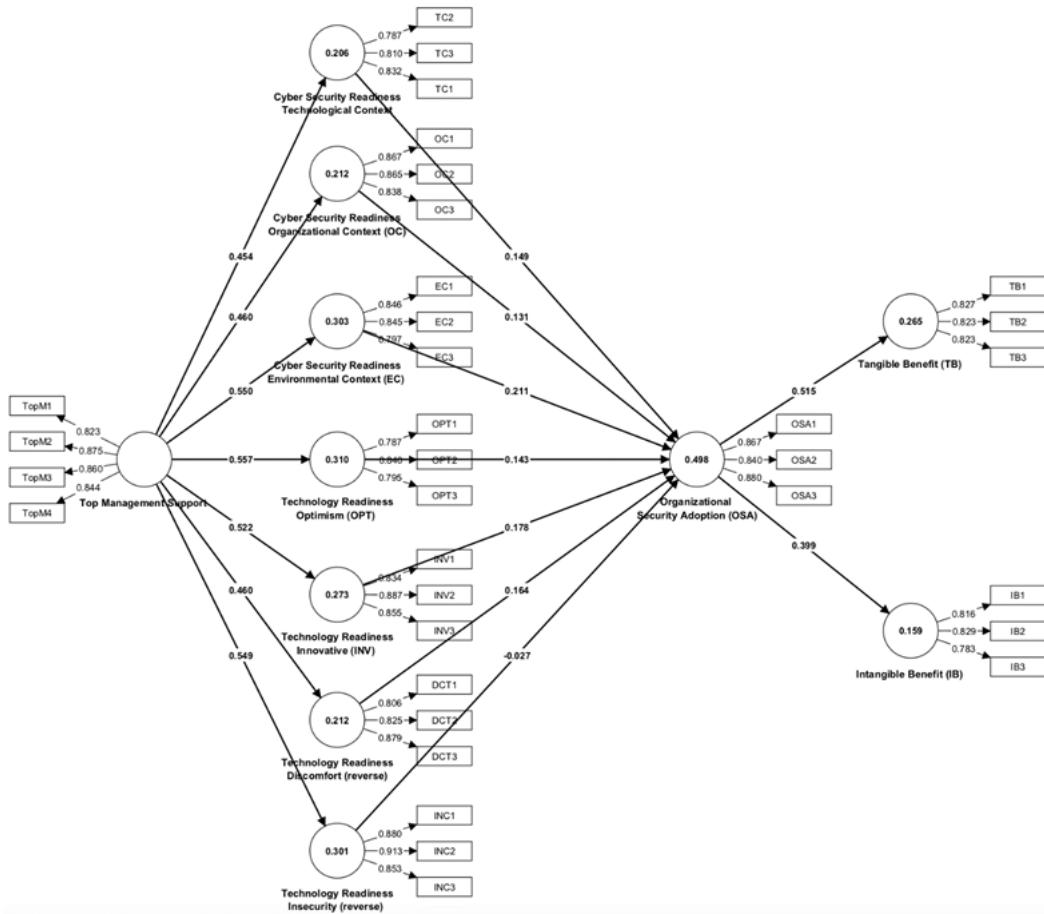 TC2
0.787
0.206
0.810
TC3
0.832
TC1
Cyber Security Readiness
Technological Context
OC1
0.867
0.212
0.865
OC2
0.838
OC3
Cyber Security Readiness
Organizational Context (OC)
0.454
0.149
EC1
0.846
0.303
0.845
EC2
0.797
EC3
Cyber Security Readiness
Environmental Context (EC)
0.460
0.131
0.550
0.211
TB1
0.827
0.265
0.823
TB2
0.823
TB3
Tangible Benefit (TB)
0.515
TopM1
0.823
TopM2
0.875
TopM3
0.860
TopM4
0.844
Top Management Support
0.557
OPT1
0.787
0.310
0.840
OPT2
0.795
OPT3
Technology Readiness
Optimism (OPT)
0.143
OSA1
0.867
0.498
0.840
OSA2
0.880
OSA3
Organizational
Security Adoption (OSA)
0.522
0.178
0.399
INV1
0.834
0.273
0.887
INV2
0.855
INV3
Technology Readiness
Innovative (INV)
0.460
0.164
0.549
-0.027
IB1
0.816
0.159
0.829
IB2
0.783
IB3
Intangible Benefit (IB)
DCT1
0.806
0.212
0.825
DCT2
0.879
DCT3
Technology Readiness
Discomfort (reverse)
INC1
0.880
0.301
0.913
INC2
0.853
INC3
Technology Readiness
Insecurity (reverse)